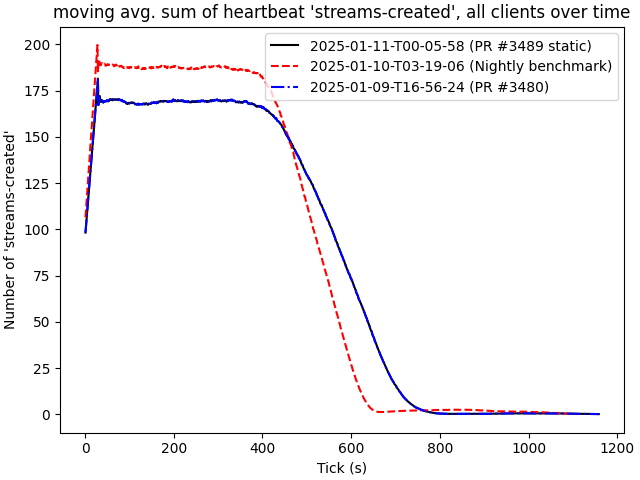 moving avg. sum of heartbeat 'streams-created', all clients over time
2025-01-11-T00-05-58 (PR #3489 static)
2025-01-10-T03-19-06 (Nightly benchmark)
2025-01-09-T16-56-24 (PR #3480)
Number of 'streams-created'
200
175
150
125
100
75
50
25
0
0 200 400 600 800 1000 1200
Tick (s)